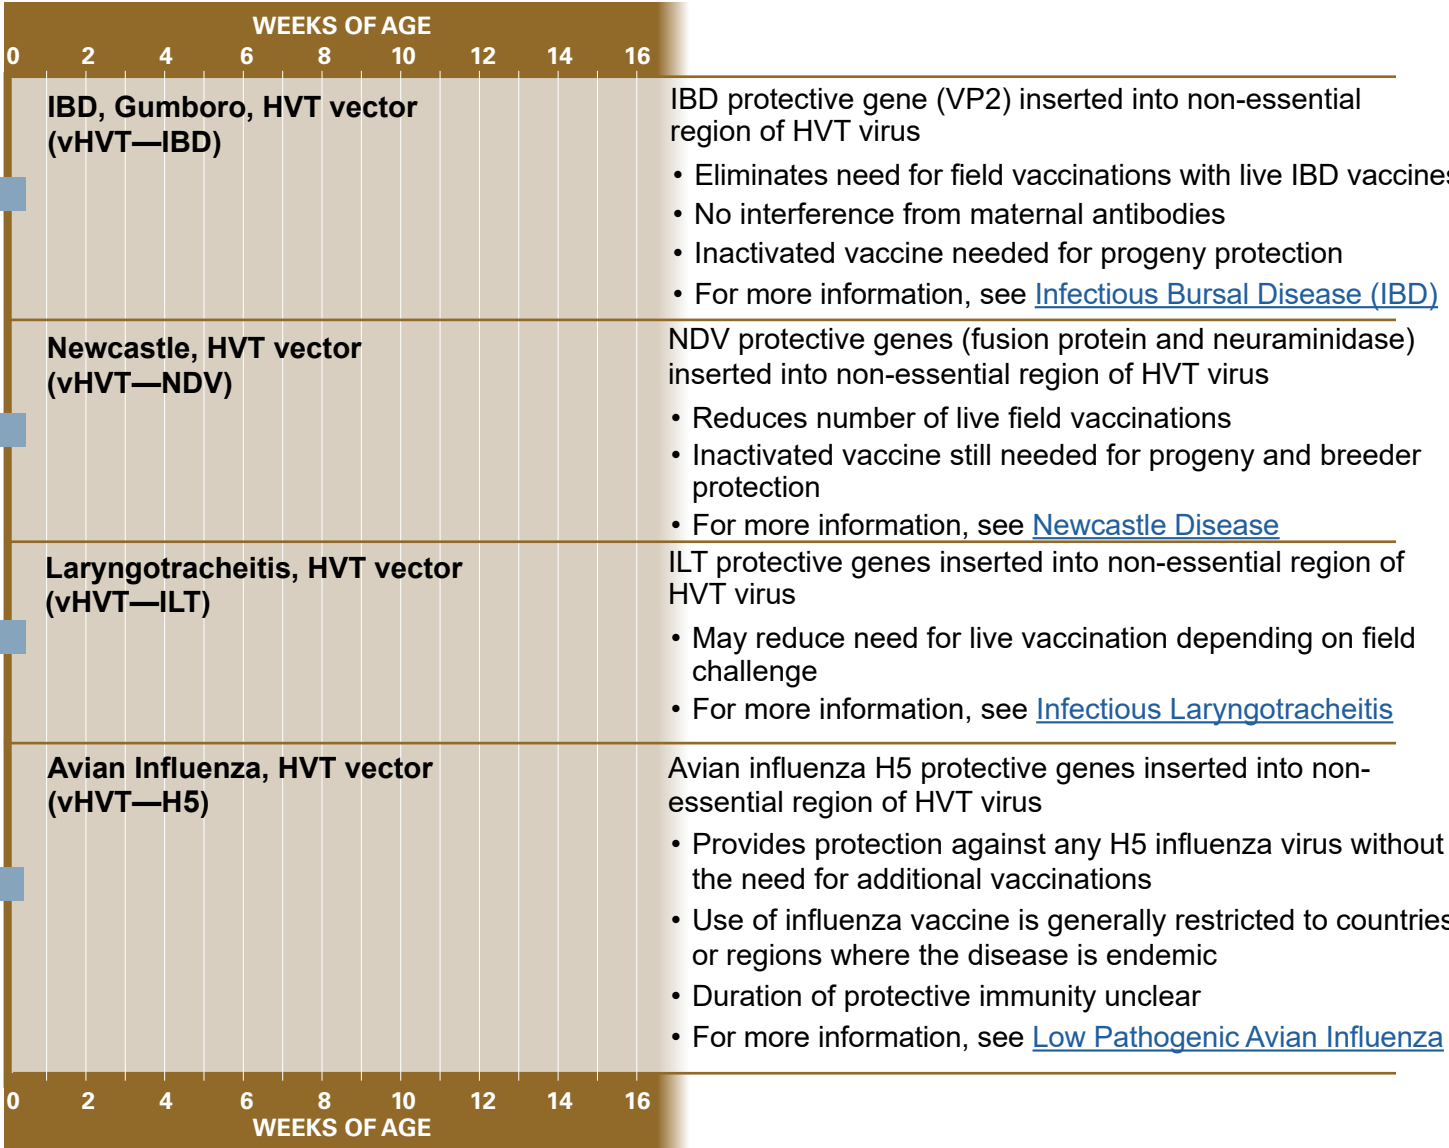 WEEKS OF AGE
0 2 4 6 8 10 12 14 16
IBD, Gumboro, HVT vector
(vHVT—IBD)
IBD protective gene (VP2) inserted into non-essential
region of HVT virus
• Eliminates need for field vaccinations with live IBD vaccines
• No interference from maternal antibodies
• Inactivated vaccine needed for progeny protection
• For more information, see Infectious Bursal Disease (IBD)
Newcastle, HVT vector
(vHVT—NDV)
NDV protective genes (fusion protein and neuraminidase)
inserted into non-essential region of HVT virus
• Reduces number of live field vaccinations
• Inactivated vaccine still needed for progeny and breeder
protection
• For more information, see Newcastle Disease
Laryngotracheitis, HVT vector
(vHVT—ILT)
ILT protective genes inserted into non-essential region of
HVT virus
• May reduce need for live vaccination depending on field
challenge
• For more information, see Infectious Laryngotracheitis
Avian Influenza, HVT vector
(vHVT—H5)
Avian influenza H5 protective genes inserted into non-
essential region of HVT virus
• Provides protection against any H5 influenza virus without
the need for additional vaccinations
• Use of influenza vaccine is generally restricted to countries
or regions where the disease is endemic
• Duration of protective immunity unclear
• For more information, see Low Pathogenic Avian Influenza
0 2 4 6 8 10 12 14 16
WEEKS OF AGE